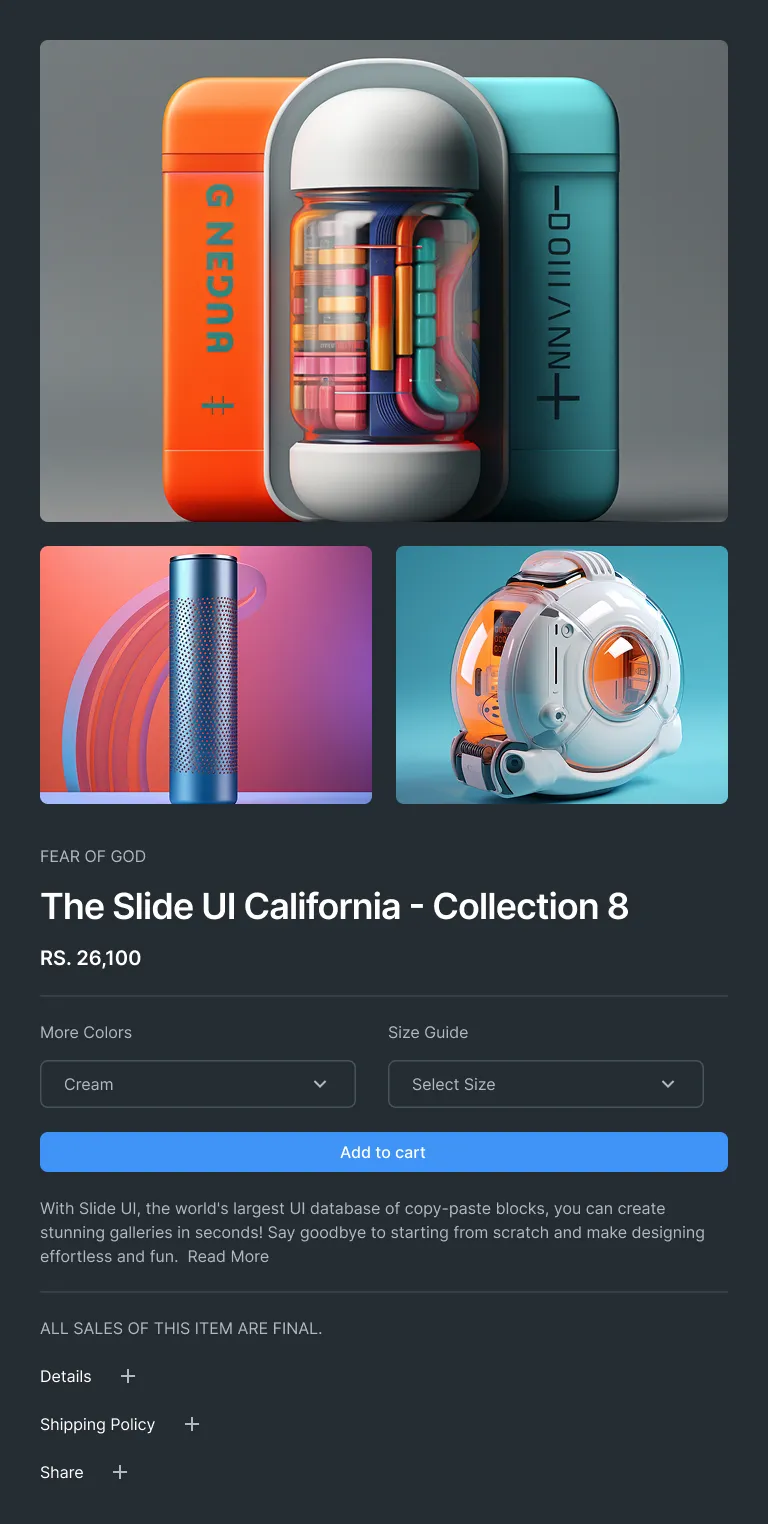 FEAR OF GOD
The Slide UI California - Collection 8
RS. 26,100
More Colors
Size Guide
Cream
Select Size
Add to cart
With Slide UI, the world's largest UI database of copy-paste blocks, you can create
stunning galleries in seconds! Say goodbye to starting from scratch and make designing
effortless and fun.  Read More
ALL SALES OF THIS ITEM ARE FINAL.
Details
Shipping Policy
Share